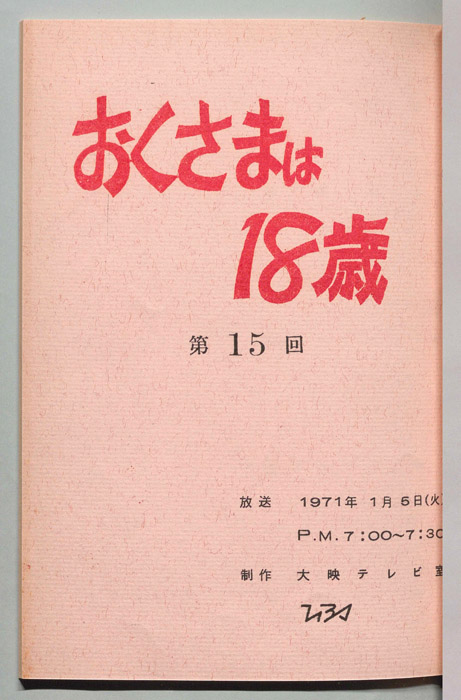 おくさまは
18歳
第 15 回
放送 1971年 1月 5日(火)
P.M.7:00〜7:30
制作 大映テレビ室
TBS